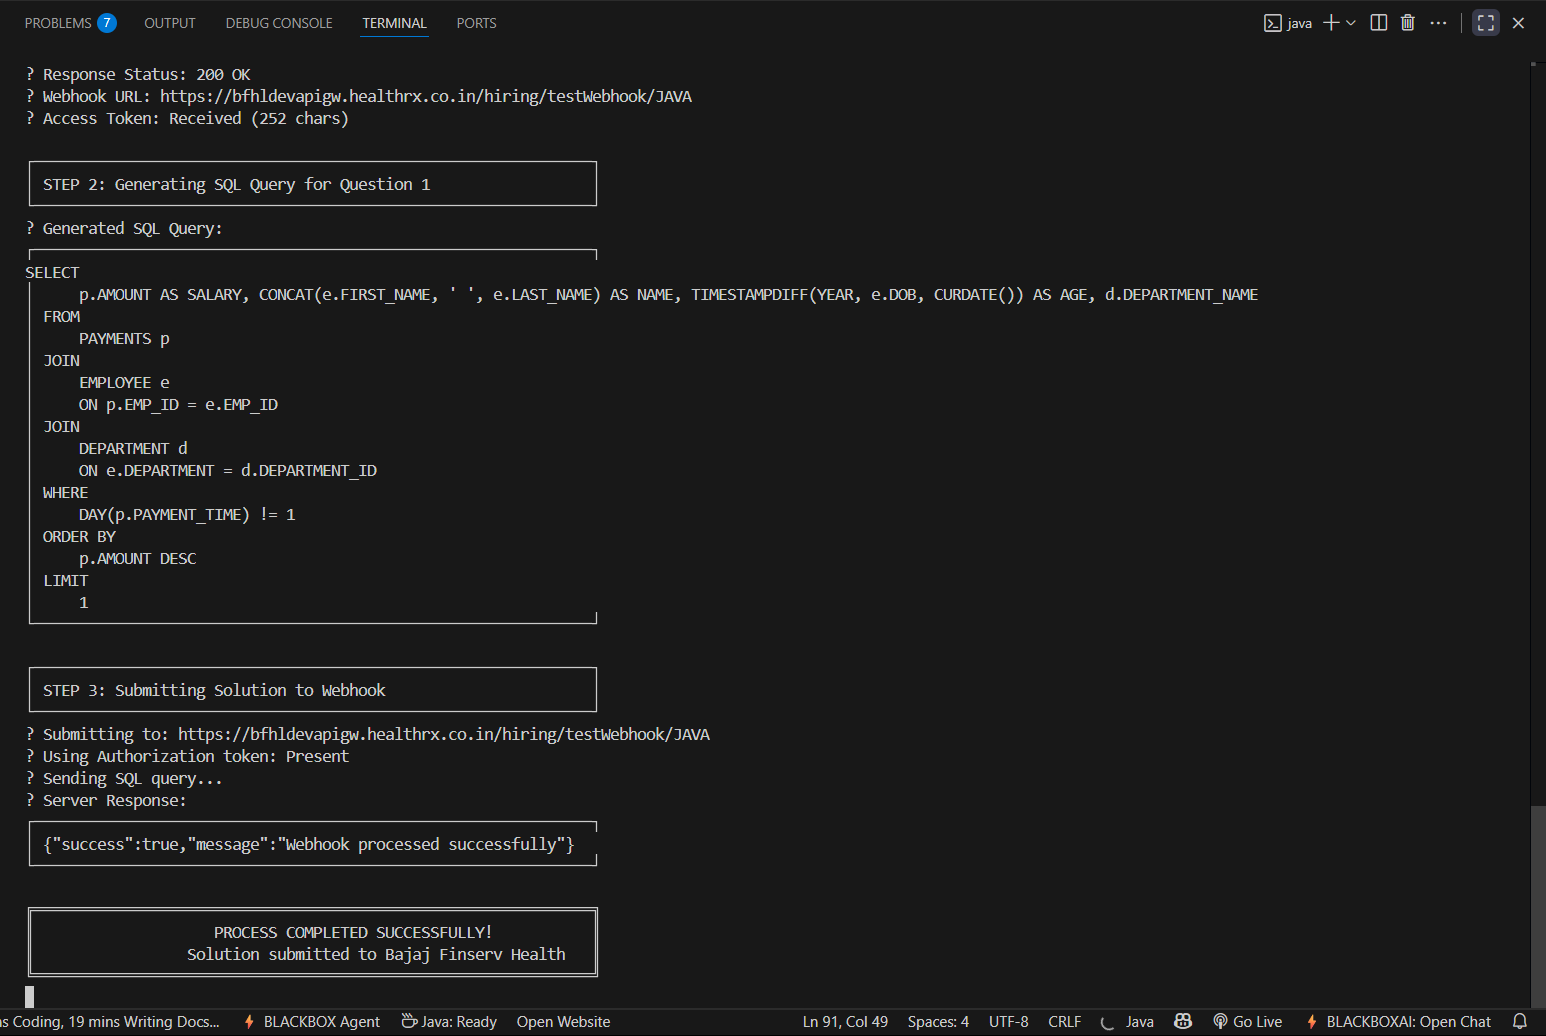 PROBLEMS 7 OUTPUT DEBUG CONSOLE TERMINAL PORTS java
? Response Status: 200 OK
? Webhook URL: https://bfhldevapigw.healthrx.co.in/hiring/testWebhook/JAVA
? Access Token: Received (252 chars)
STEP 2: Generating SQL Query for Question 1
? Generated SQL Query:
SELECT
p.AMOUNT AS SALARY, CONCAT(e.FIRST_NAME, ' ', e.LAST_NAME) AS NAME, TIMESTAMPDIFF(YEAR, e.DOB, CURDATE()) AS AGE, d.DEPARTMENT_NAME
FROM
PAYMENTS p
JOIN
EMPLOYEE e
ON p.EMP_ID = e.EMP_ID
JOIN
DEPARTMENT d
ON e.DEPARTMENT = d.DEPARTMENT_ID
WHERE
DAY(p.PAYMENT_TIME) != 1
ORDER BY
p.AMOUNT DESC
LIMIT
1
STEP 3: Submitting Solution to Webhook
? Submitting to: https://bfhldevapigw.healthrx.co.in/hiring/testWebhook/JAVA
? Using Authorization token: Present
? Sending SQL query...
? Server Response:
{"success":true,"message":"Webhook processed successfully"}
PROCESS COMPLETED SUCCESSFULLY!
Solution submitted to Bajaj Finserv Health
s Coding, 19 mins Writing Docs... BLACKBOX Agent Java: Ready Open Website Ln 91, Col 49 Spaces: 4 UTF-8 CRLF Java Go Live BLACKBOXAI: Open Chat